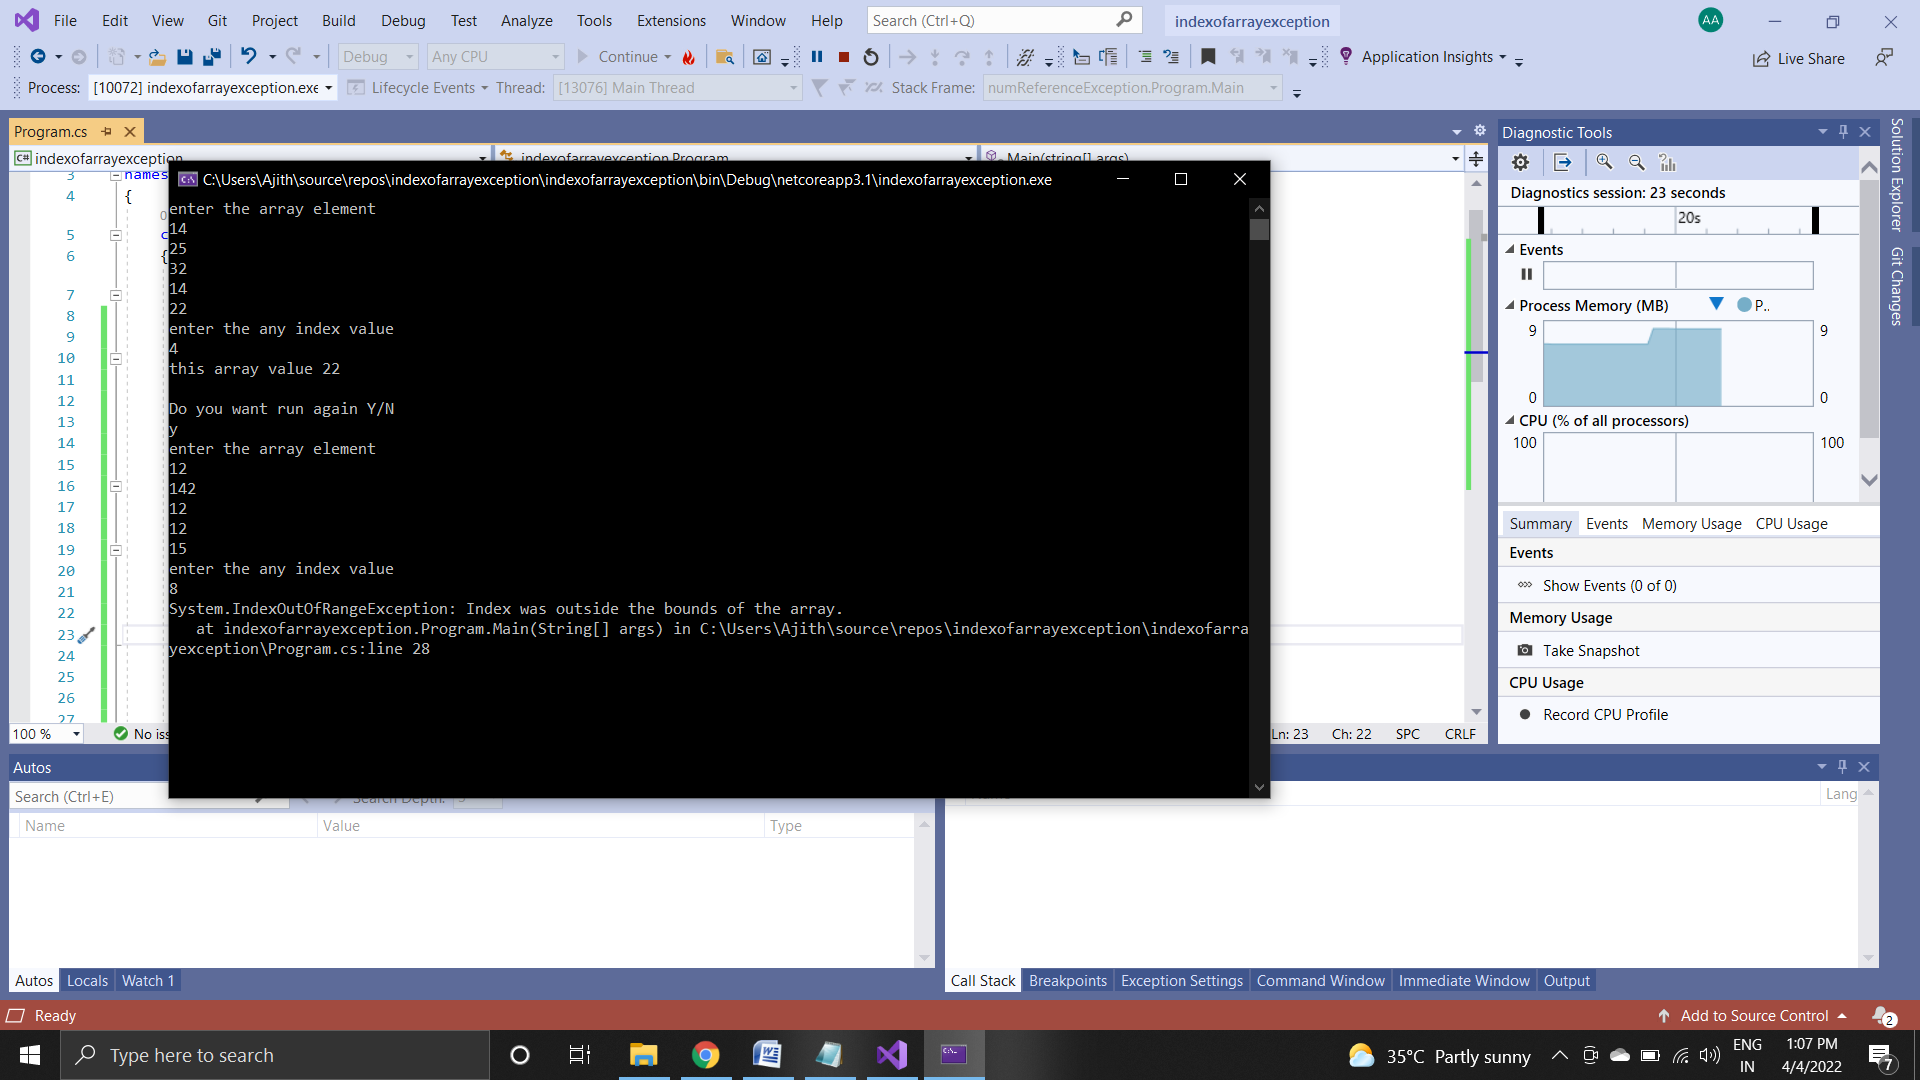 File Edit View Git Project Build Debug Test Analyze Tools Extensions Window Help Search (Ctrl+Q) indexofarrayexception AA
Debug Any CPU Continue Application Insights Live Share
Process: [10072] indexofarrayexception.exe Lifecycle Events Thereby: Thread: [13076] Main Thread Stack Frame: numReferenceException.Program.Main
Program.cs
C# indexofarrayexception indexofarrayexception.Program Main(string[] args)
C:\Users\Ajith\source\repos\indexofarrayexception\indexofarrayexception\bin\Debug\netcoreapp3.1\indexofarrayexception.exe
enter the array element
14
25
32
14
22
enter the any index value
4
this array value 22
Do you want run again Y/N
y
enter the array element
12
142
12
12
15
enter the any index value
8
System.IndexOutOfRangeException: Index was outside the bounds of the array.
at indexofarrayexception.Program.Main(String[] args) in C:\Users\Ajith\source\repos\indexofarrayexception\indexofarra
yexception\Program.cs:line 28
3 names
4 {
0
5 c
6 {
7
8
9
10
11
12
13
14
15
16
17
18
19
20
21
22
23
24
25
26
27
100 % No iss Ln: 23 Ch: 22 SPC CRLF
Diagnostic Tools
Diagnostics session: 23 seconds
20s
Events
Process Memory (MB) P..
9 9
0 0
CPU (% of all processors)
100 100
Summary Events Memory Usage CPU Usage
Events
Show Events (0 of 0)
Memory Usage
Take Snapshot
CPU Usage
Record CPU Profile
Solution Explorer
Git Changes
Autos
Search (Ctrl+E) Search Depth: 3
Name Value Type
Lang
Autos Locals Watch 1
Call Stack Breakpoints Exception Settings Command Window Immediate Window Output
Ready Add to Source Control 2
Type here to search 35°C Partly sunny ENG IN 1:07 PM 4/4/2022 7